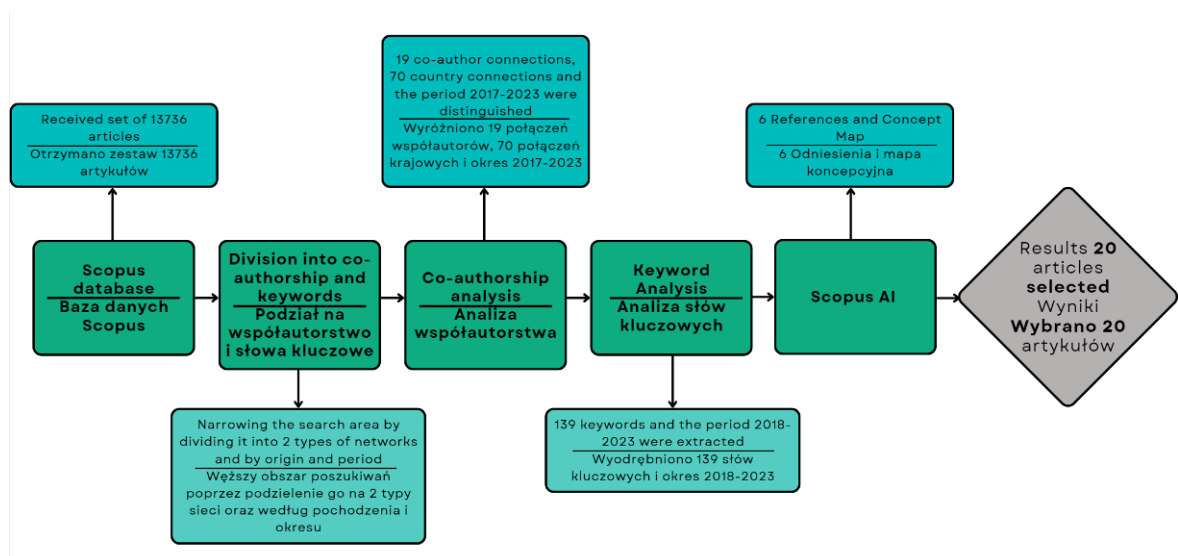 19 co-author connections,
70 country connections and
the period 2017-2023 were
distinguished
Wyróżniono 19 połączeń
współautorów, 70 połączeń
krajowych i okres 2017-2023
Received set of 13736
articles
Otrzymano zestaw 13736
artykułów
6 References and Concept
Map
6 Odniesienia i mapa
koncepcyjna
Scopus
database
Baza danych
Scopus
Division into co-
authorship and
keywords
Podział na
współautorstwo
i słowa kluczowe
Co-authorship
analysis
Analiza
współautorstwa
Keyword
Analysis
Analiza słów
kluczowych
Scopus AI
Results 20
articles
selected
Wyniki
Wybrano 20
artykułów
Narrowing the search area by
dividing it into 2 types of networks
and by origin and period
Węższy obszar poszukiwań
poprzez podzielenie go na 2 typy
sieci oraz według pochodzenia i
okresu
139 keywords and the period 2018-
2023 were extracted
Wyodrębniono 139 słów
kluczowych i okres 2018-2023